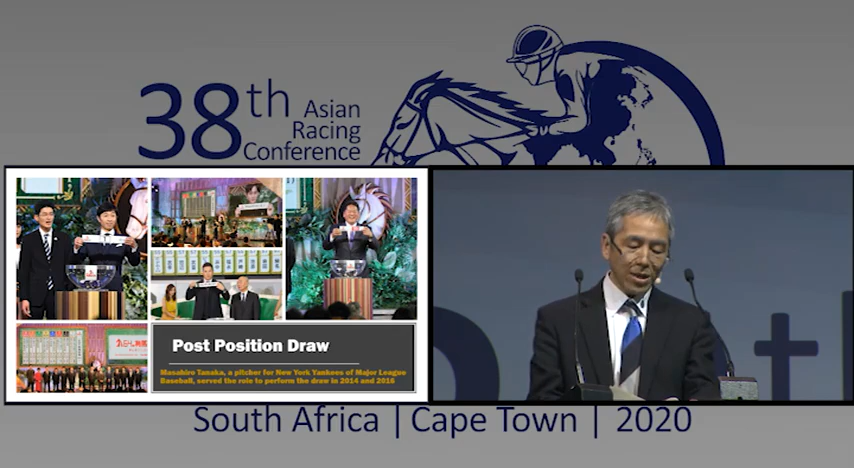 38th Asian
Racing
Conference
Post Position Draw
Masahiro Tanaka, a pitcher for New York Yankees of Major League
Baseball, served the role to perform the draw in 2014 and 2016
South Africa | Cape Town | 2020